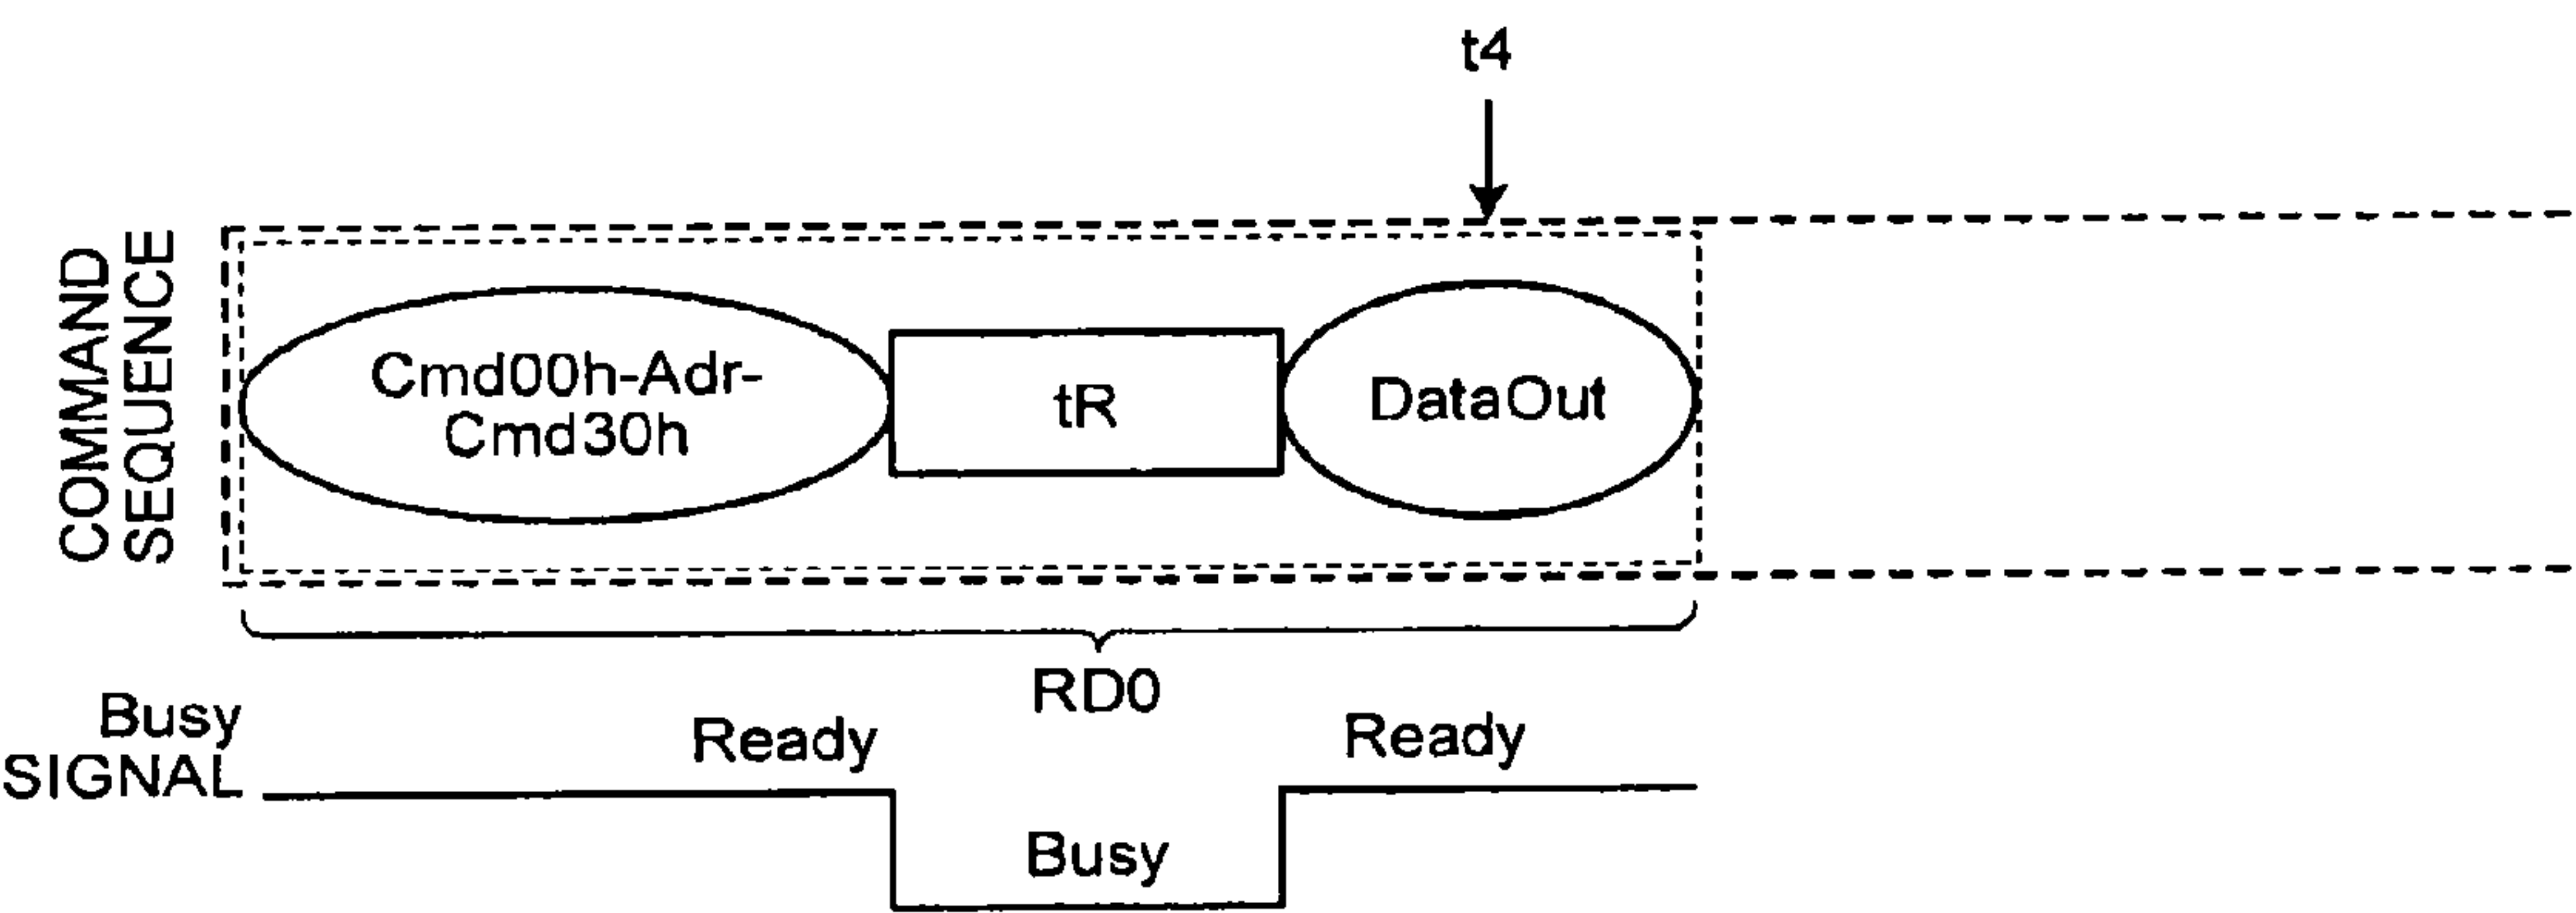 t4
COMMAND
SEQUENCE
Cmd00h-Adr-
Cmd30h
tR
DataOut
RD0
Busy
SIGNAL
Ready
Busy
Ready